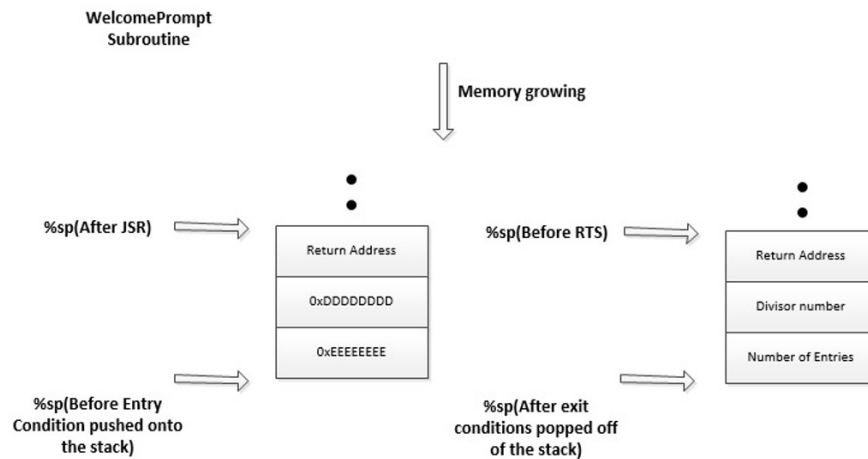 WelcomePrompt
Subroutine
Memory growing
%sp(After JSR)
Return Address
0xDDDDDDDD
0xEEEEEEEE
%sp(Before Entry
Condition pushed onto
the stack)
%sp(Before RTS)
Return Address
Divisor number
Number of Entries
%sp(After exit
conditions popped off
of the stack)